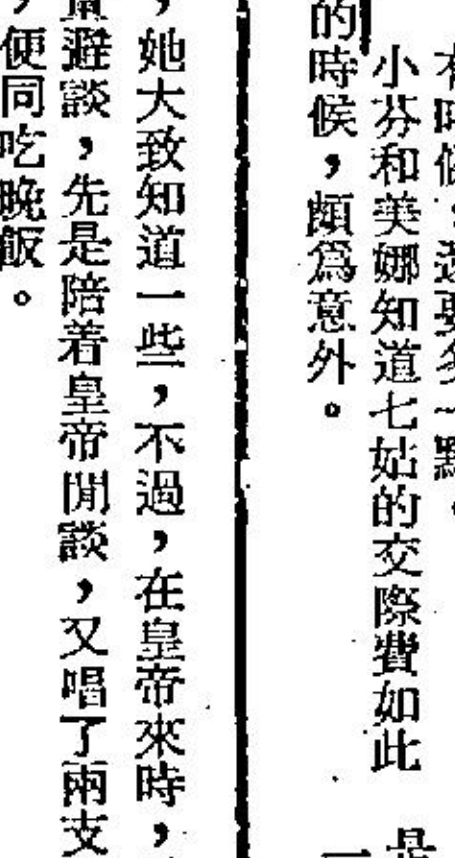 時候，還要多一點。
小芬和美娜知道七姑的交際費如此
的時候，頗爲意外。
，她大致知道一些，不過，在皇帝來時，
避談，先是陪着皇帝閒談，又唱了兩支
，便同吃晚飯。